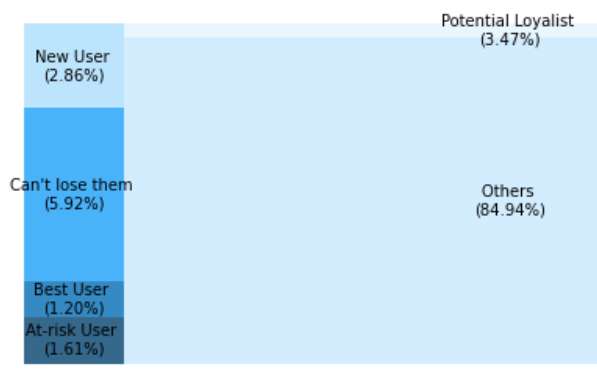 Potential Loyalist
(3.47%)
New User
(2.86%)
Can't lose them
(5.92%)
Others
(84.94%)
Best User
(1.20%)
At-risk User
(1.61%)